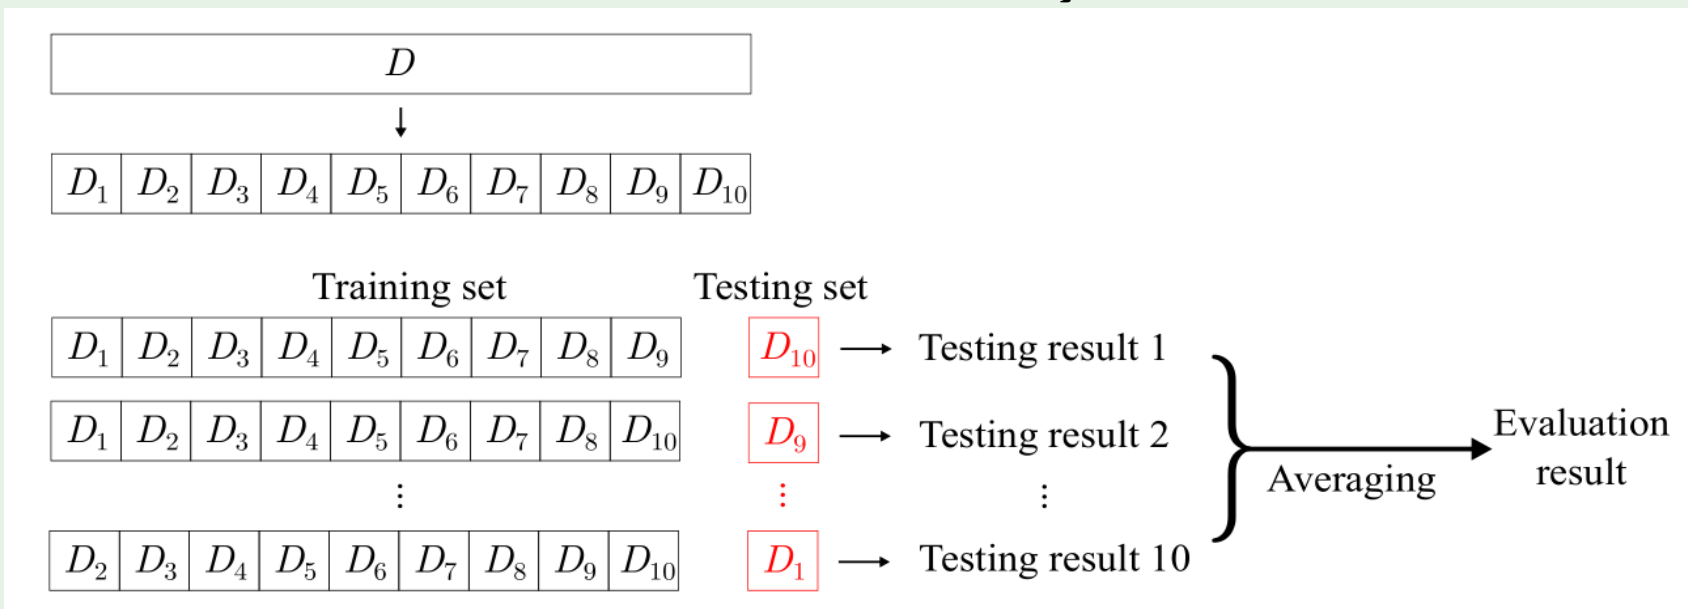 D
D₁ D₂ D₃ D₄ D₅ D₆ D₇ D₈ D₉ D₁₀
Training set Testing set
D₁ D₂ D₃ D₄ D₅ D₆ D₇ D₈ D₉ D₁₀ → Testing result 1
D₁ D₂ D₃ D₄ D₅ D₆ D₇ D₈ D₁₀ D₉ → Testing result 2
⋮ ⋮ ⋮
D₂ D₃ D₄ D₅ D₆ D₇ D₈ D₉ D₁₀ D₁ → Testing result 10
Averaging
Evaluation
result